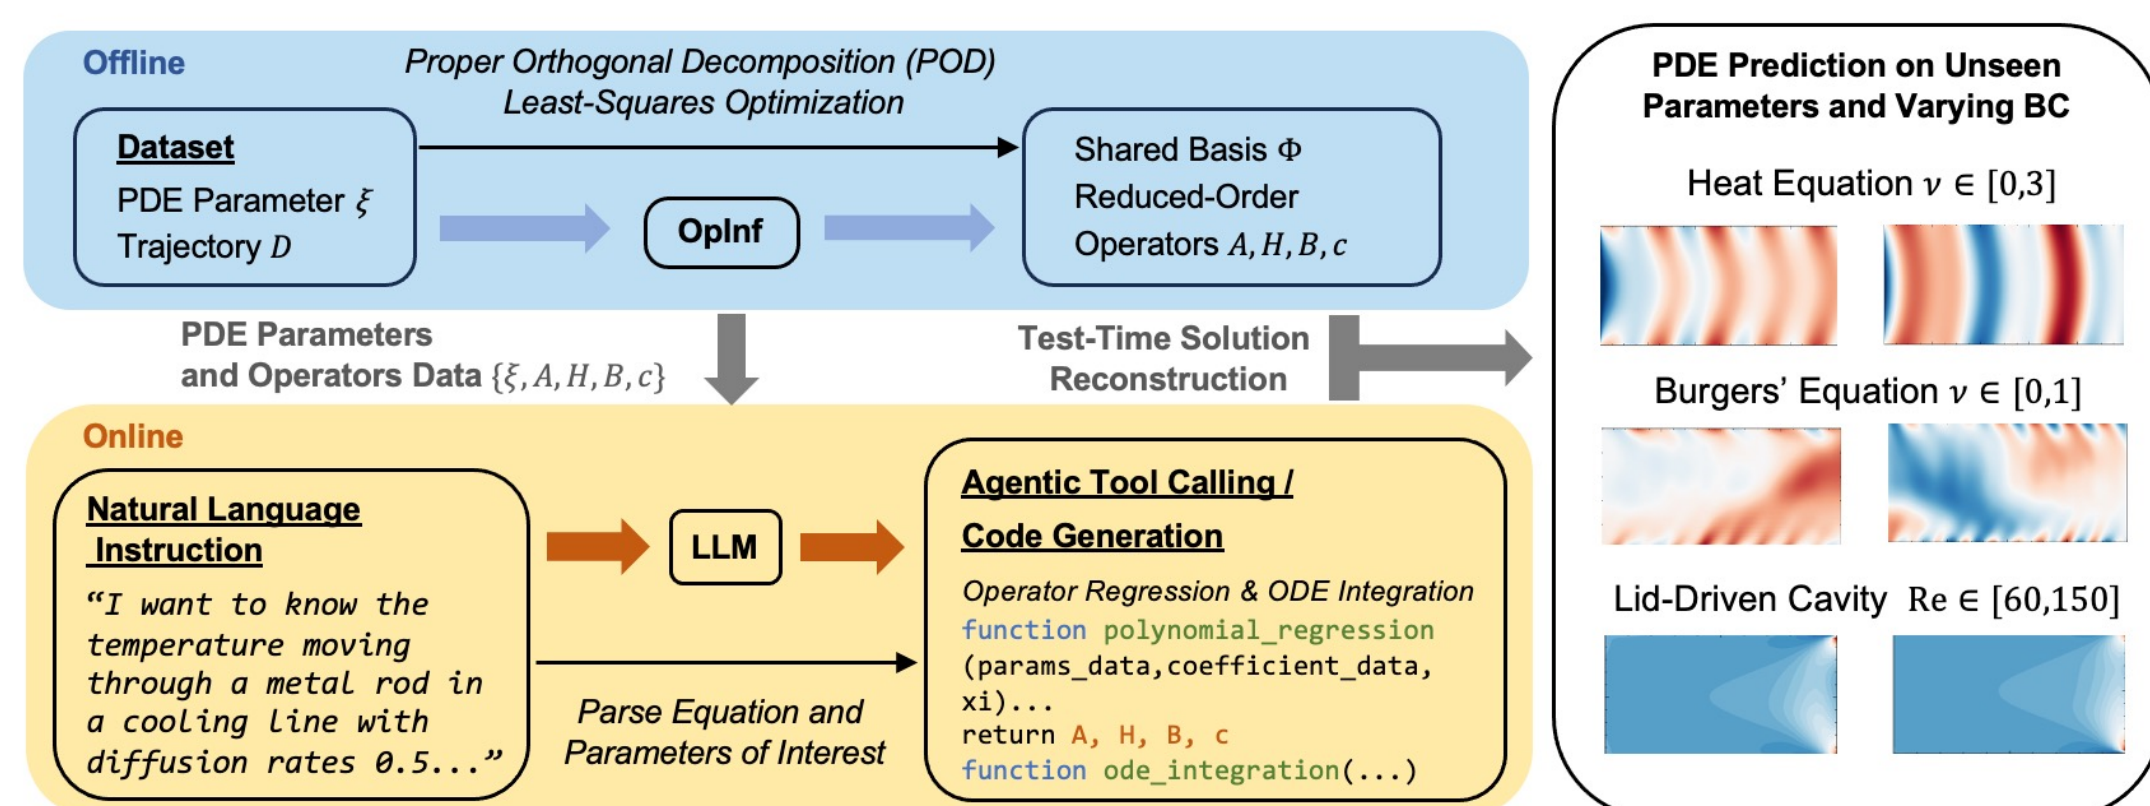 Offline
Proper Orthogonal Decomposition (POD)
Least-Squares Optimization
Dataset
PDE Parameter ξ
Trajectory D
OpInf
Shared Basis Φ
Reduced-Order
Operators A, H, B, c
PDE Parameters
and Operators Data {ξ, A, H, B, c}
Test-Time Solution
Reconstruction
Online
Natural Language
Instruction
“I want to know the
temperature moving
through a metal rod in
a cooling line with
diffusion rates 0.5...”
LLM
Parse Equation and
Parameters of Interest
Agentic Tool Calling /
Code Generation
Operator Regression & ODE Integration
function polynomial_regression
(params_data,coefficient_data,
xi)...
return A, H, B, c
function ode_integration(...)
PDE Prediction on Unseen
Parameters and Varying BC
Heat Equation ν ∈ [0,3]
Burgers’ Equation ν ∈ [0,1]
Lid-Driven Cavity Re ∈ [60,150]